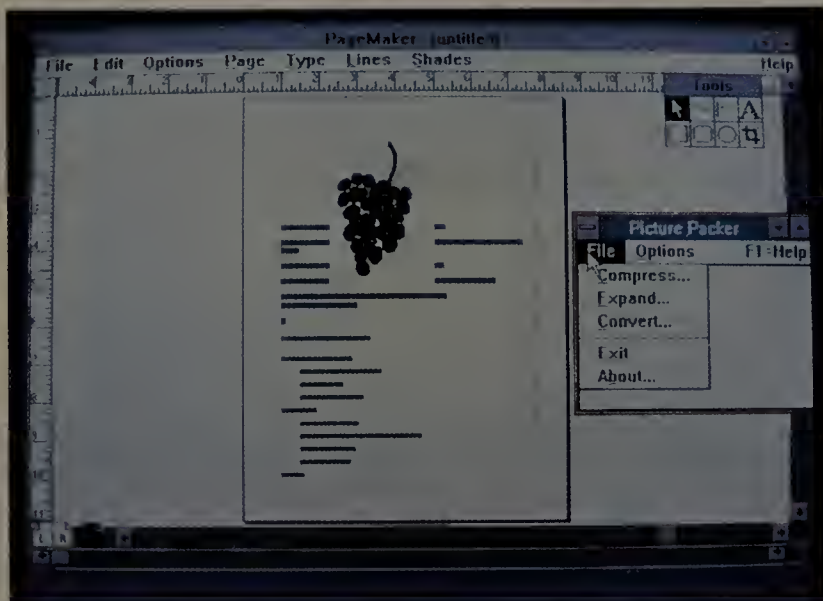 PageMaker (untitled)
File Edit Options Page Type Lines Shades Help
Tools
A
Picture Packer
File Options F1=Help
Compress...
Expand...
Convert...
Exit
About...
L R